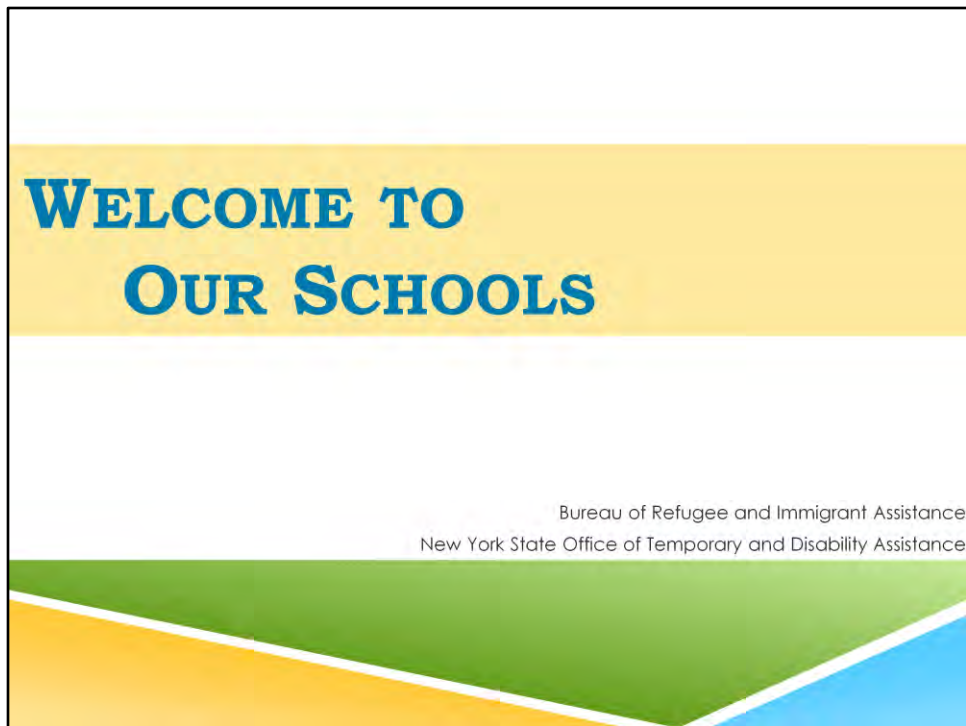 WELCOME TO
OUR SCHOOLS
Bureau of Refugee and Immigrant Assistance
New York State Office of Temporary and Disability Assistance